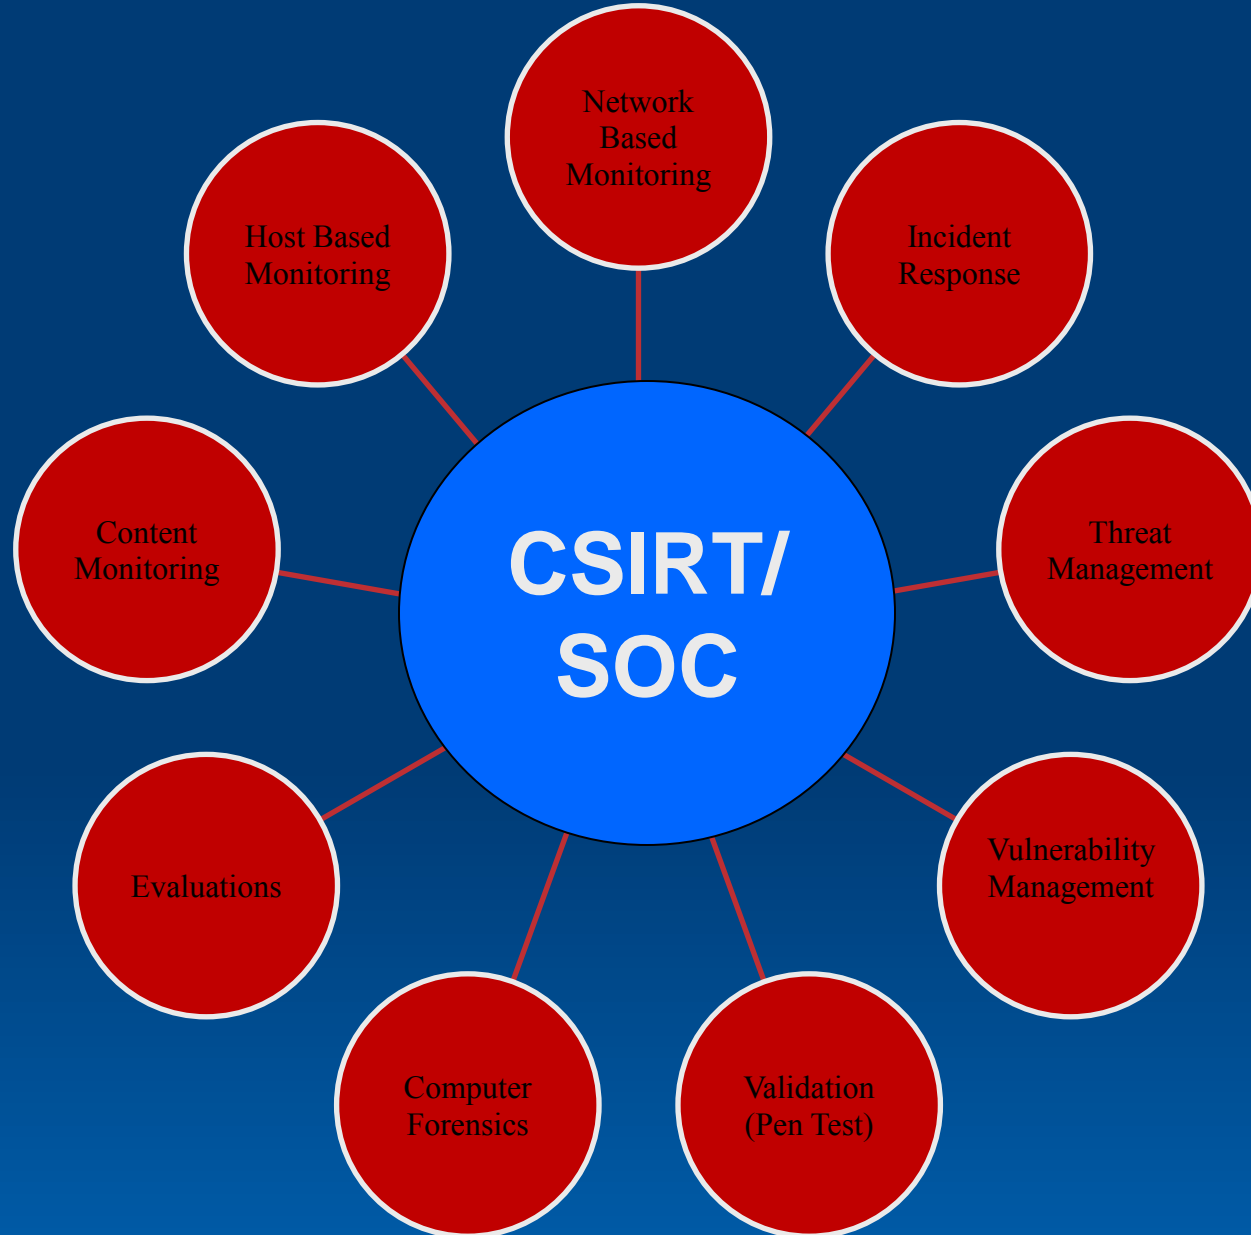 Network
Based
Monitoring
Host Based
Monitoring
Incident
Response
Content
Monitoring
CSIRT/
SOC
Threat
Management
Evaluations
Vulnerability
Management
Computer
Forensics
Validation
(Pen Test)